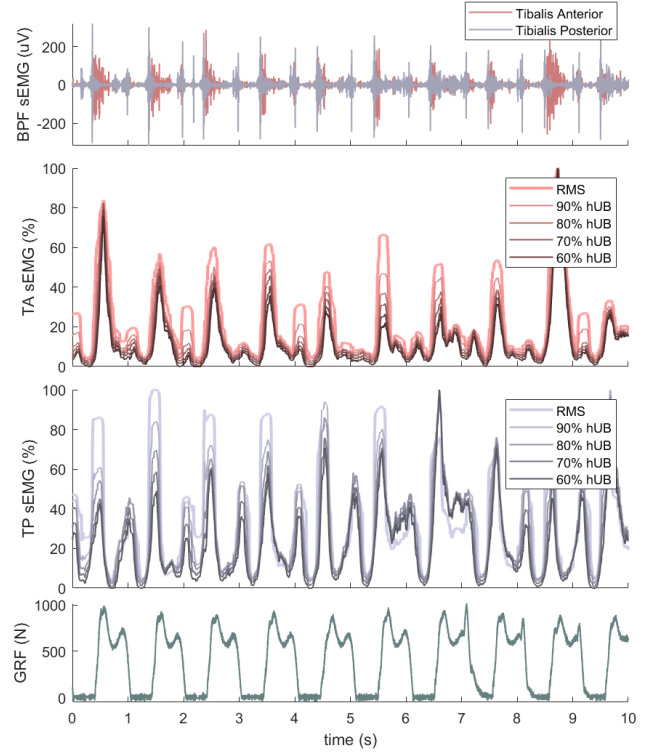 Tibalis Anterior
Tibialis Posterior
BPF sEMG (uV)
200
0
-200
TA sEMG (%)
100
80
60
40
20
0
RMS
90% hUB
80% hUB
70% hUB
60% hUB
TP sEMG (%)
100
80
60
40
20
0
RMS
90% hUB
80% hUB
70% hUB
60% hUB
GRF (N)
1000
500
0
0 1 2 3 4 5 6 7 8 9 10
time (s)